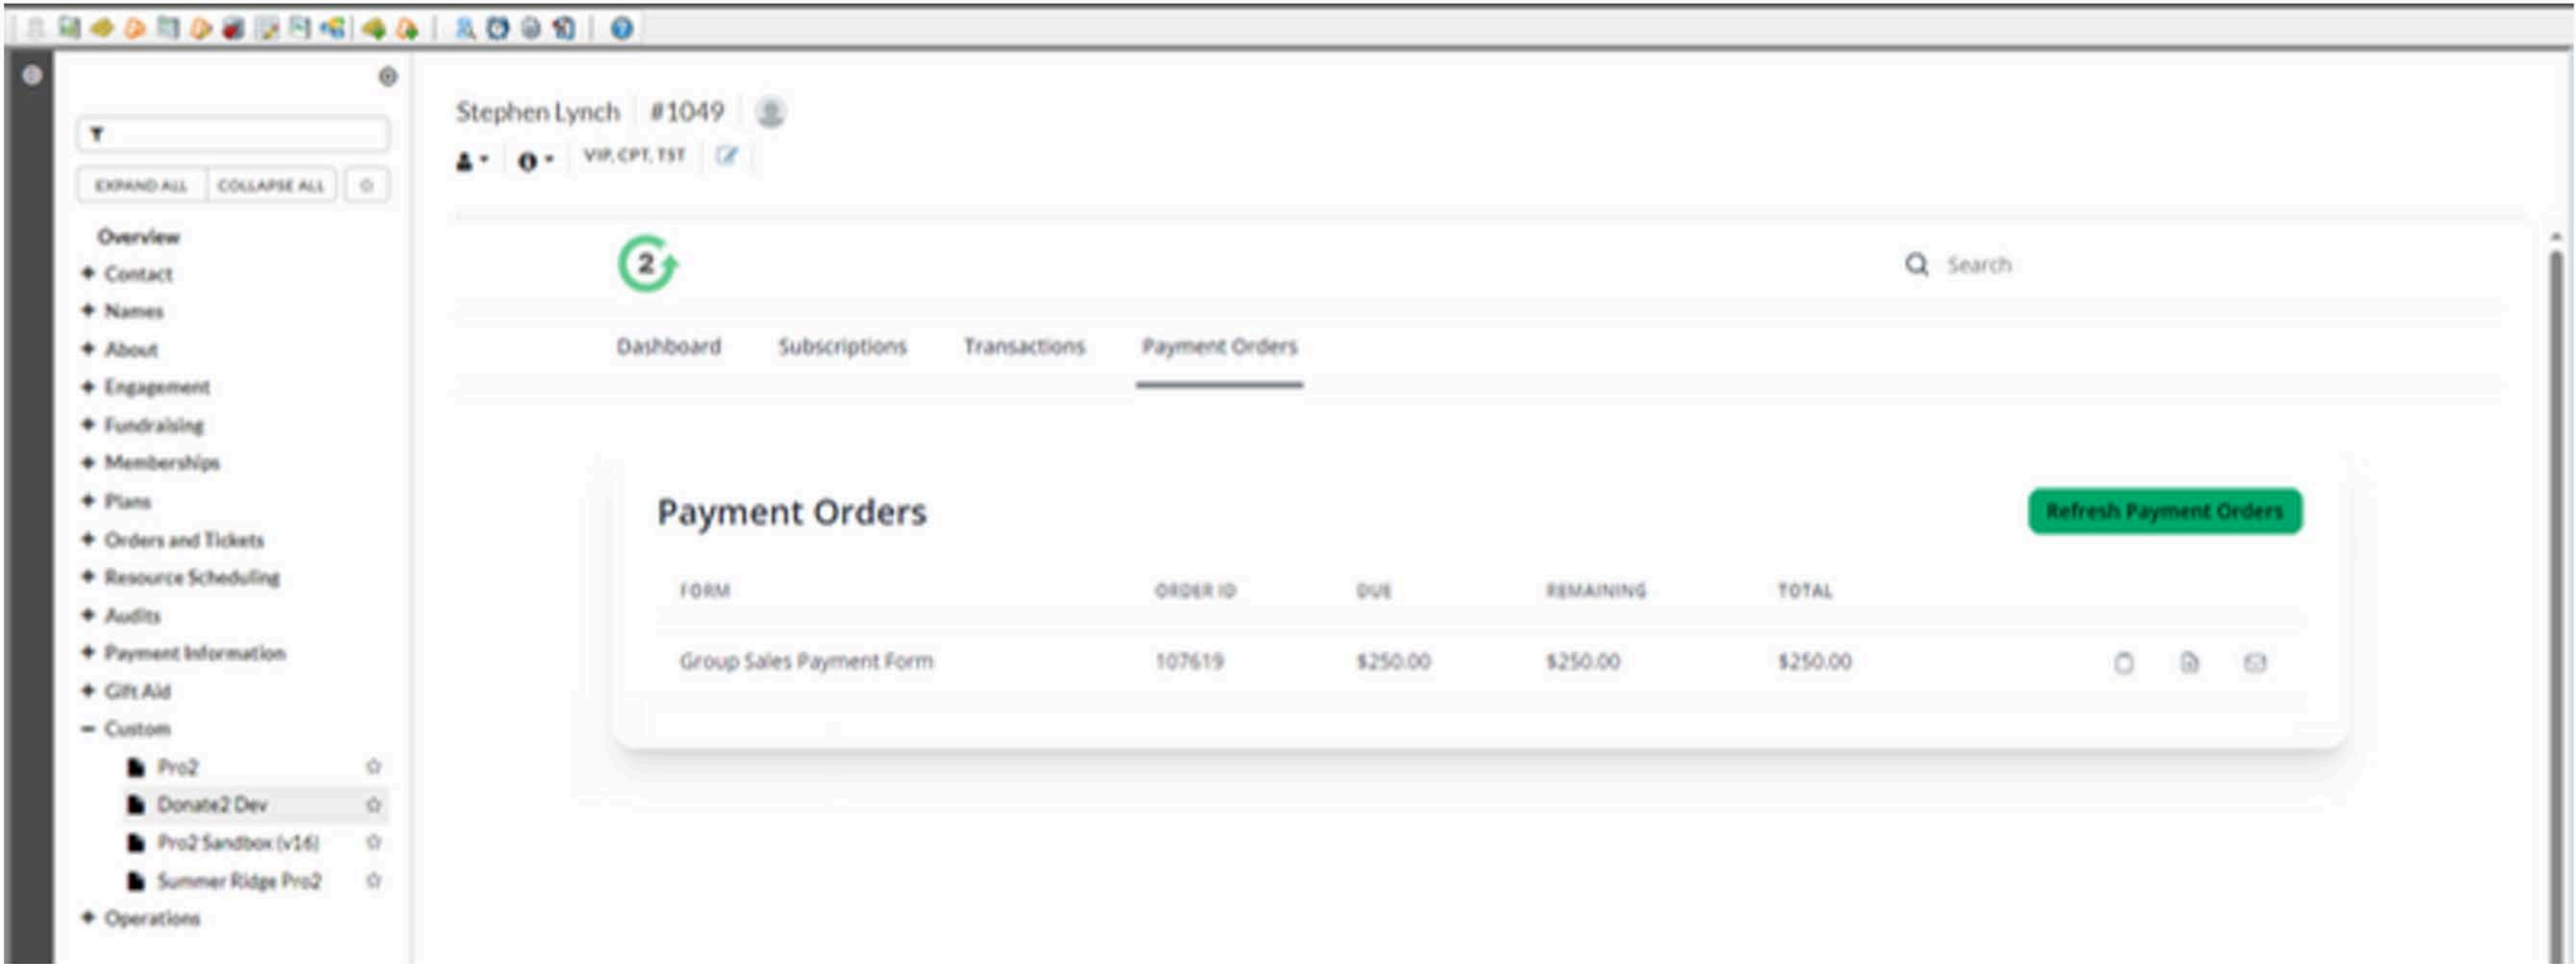 Stephen Lynch #1049
VIP, CPT, TST
EXPAND ALL COLLAPSE ALL
Overview
Contact
Names
About
Engagement
Fundraising
Memberships
Plans
Orders and Tickets
Resource Scheduling
Audits
Payment Information
Gift Aid
Custom
Pro2
Donate2 Dev
Pro2 Sandbox (v16)
Summer Ridge Pro2
Operations
2
Search
Dashboard Subscriptions Transactions Payment Orders
Payment Orders
Refresh Payment Orders
FORM ORDER ID DUE REMAINING TOTAL
Group Sales Payment Form 107619 $250.00 $250.00 $250.00